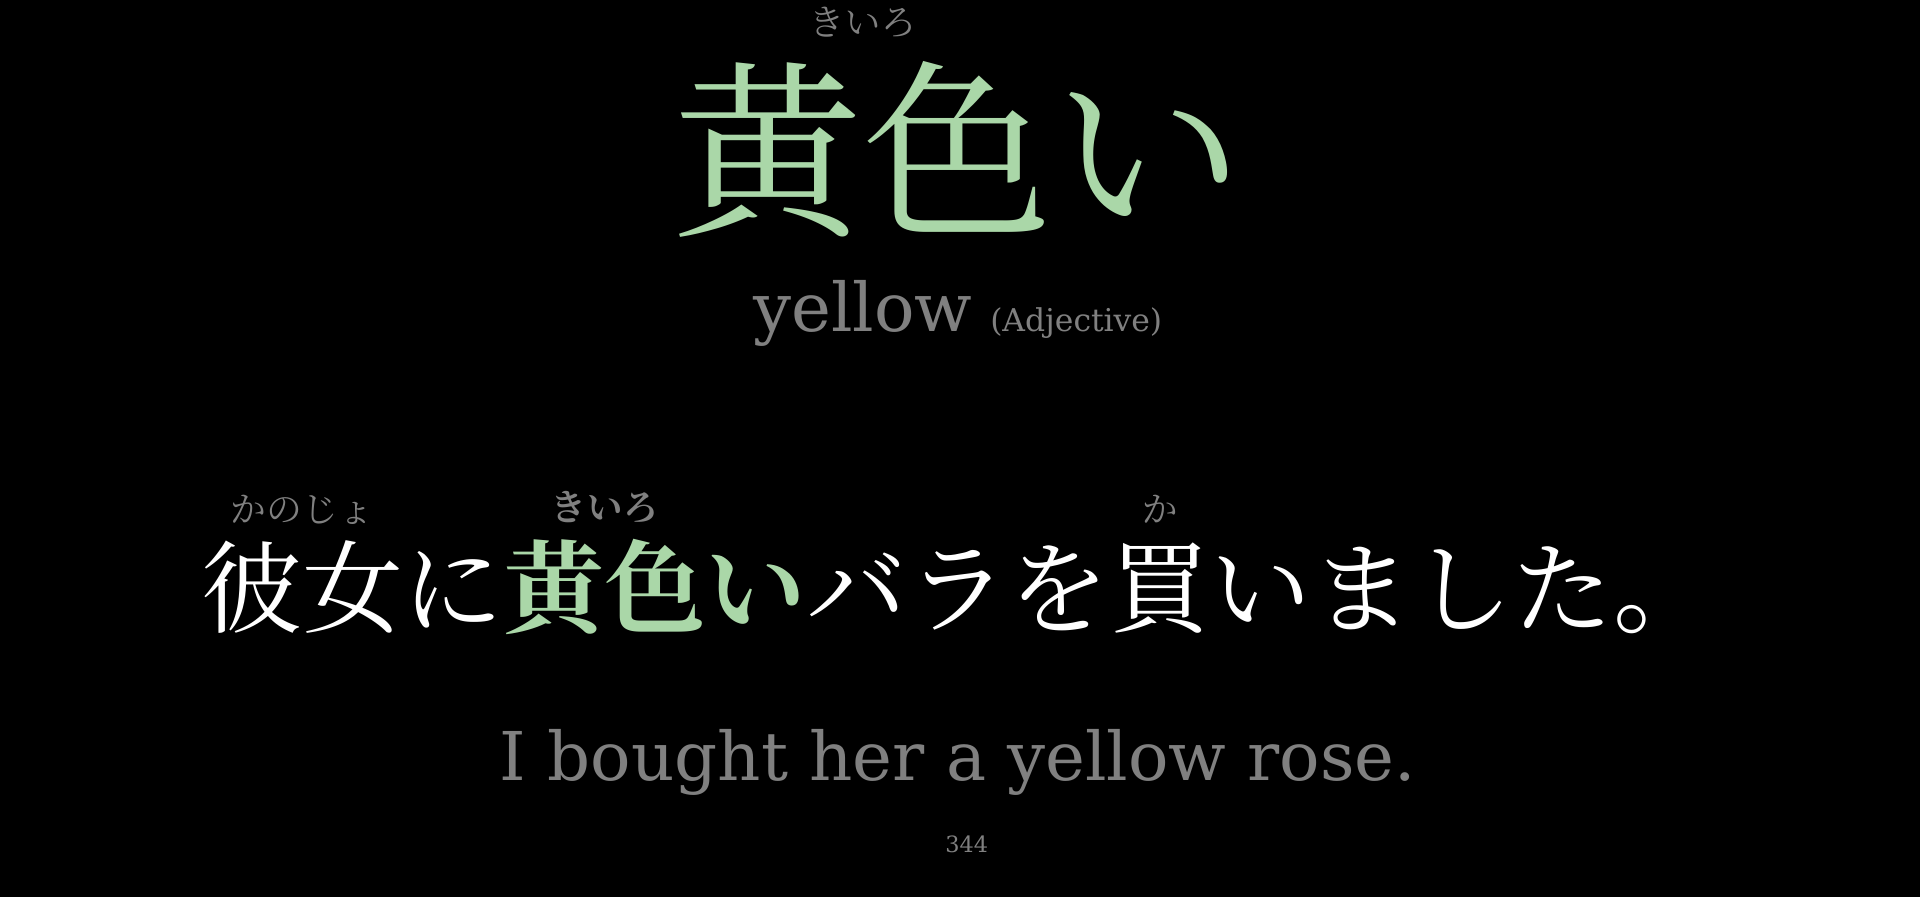 きいろ
黄色い
yellow (Adjective)
かのじょ きいろ か
彼女に黄色いバラを買いました。
I bought her a yellow rose.
344